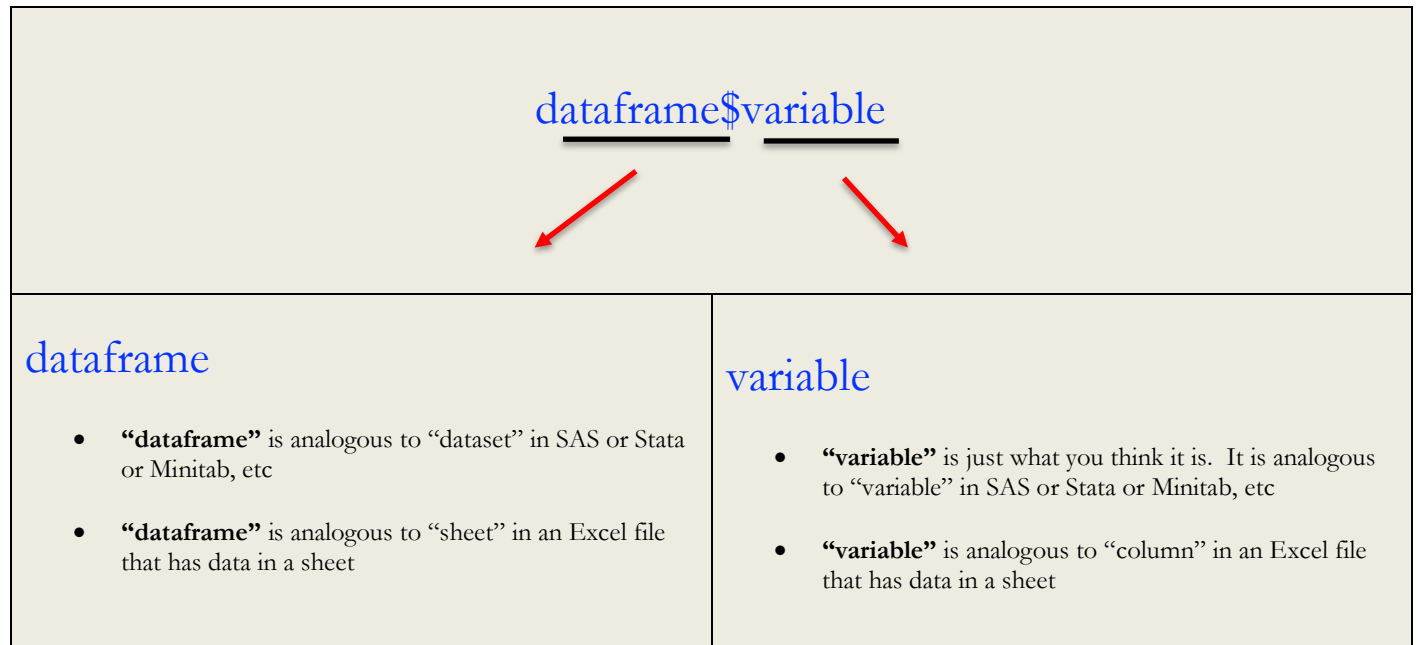 dataframe$variable
dataframe
• “dataframe” is analogous to “dataset” in SAS or Stata
or Minitab, etc
• “dataframe” is analogous to “sheet” in an Excel file
that has data in a sheet
variable
• “variable” is just what you think it is.  It is analogous
to “variable” in SAS or Stata or Minitab, etc
• “variable” is analogous to “column” in an Excel file
that has data in a sheet